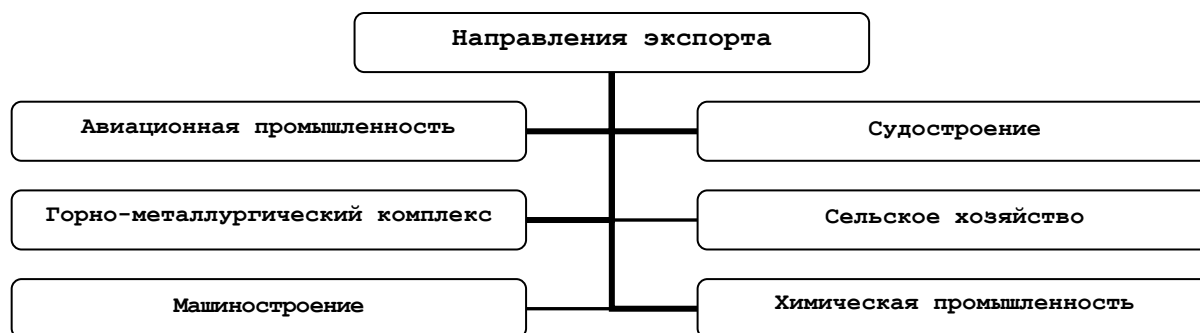 Направления экспорта
Авиационная промышленность
Судостроение
Горно-металлургический комплекс
Сельское хозяйство
Машиностроение
Химическая промышленность